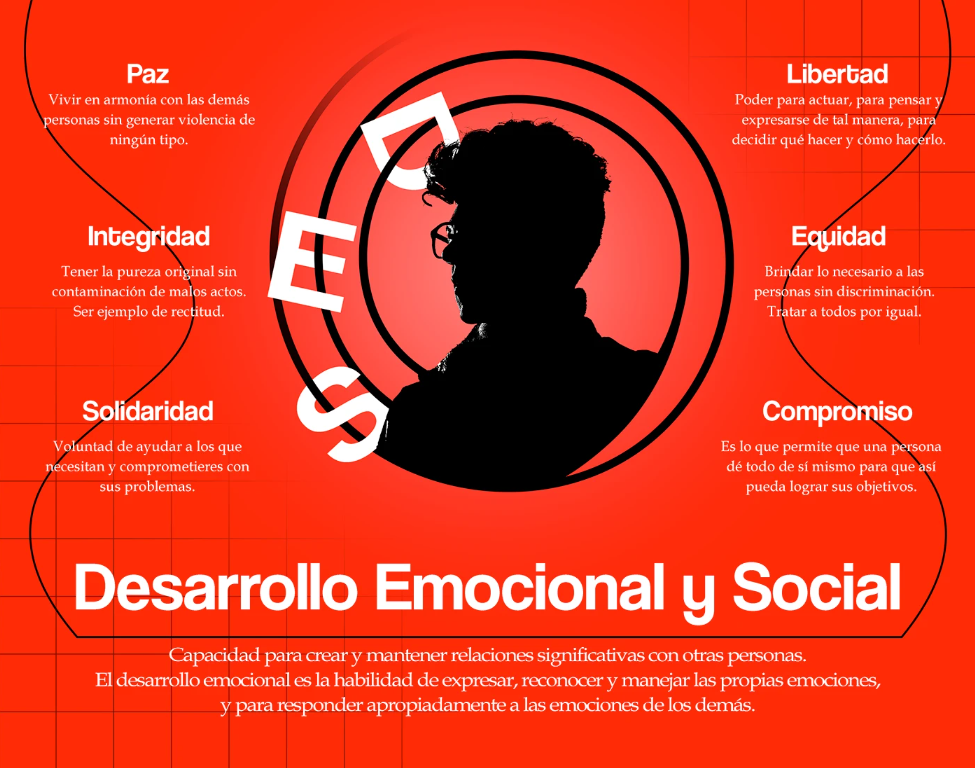 Paz
Vivir en armonía con las demás
personas sin generar violencia de
ningún tipo.
Integridad
Tener la pureza original sin
contaminación de malos actos.
Ser ejemplo de rectitud.
Solidaridad
Voluntad de ayudar a los que
necesitan y comprometieres con
sus problemas.
D
E
S
Libertad
Poder para actuar, para pensar y
expresarse de tal manera, para
decidir qué hacer y cómo hacerlo.
Equidad
Brindar lo necesario a las
personas sin discriminación.
Tratar a todos por igual.
Compromiso
Es lo que permite que una persona
dé todo de sí mismo para que así
pueda lograr sus objetivos.
Desarrollo Emocional y Social
Capacidad para crear y mantener relaciones significativas con otras personas.
El desarrollo emocional es la habilidad de expresar, reconocer y manejar las propias emociones,
y para responder apropiadamente a las emociones de los demás.